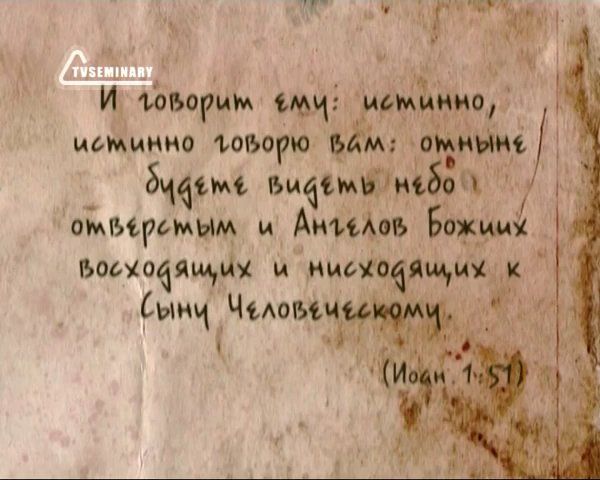 TVSEMINARY
И говорит ему: истинно,
истинно говорю вам: отныне
будете видеть небо
отверстым и Ангелов Божиих
восходящих и нисходящих к
Сыну Человеческому.
(Иоан. 1:51)